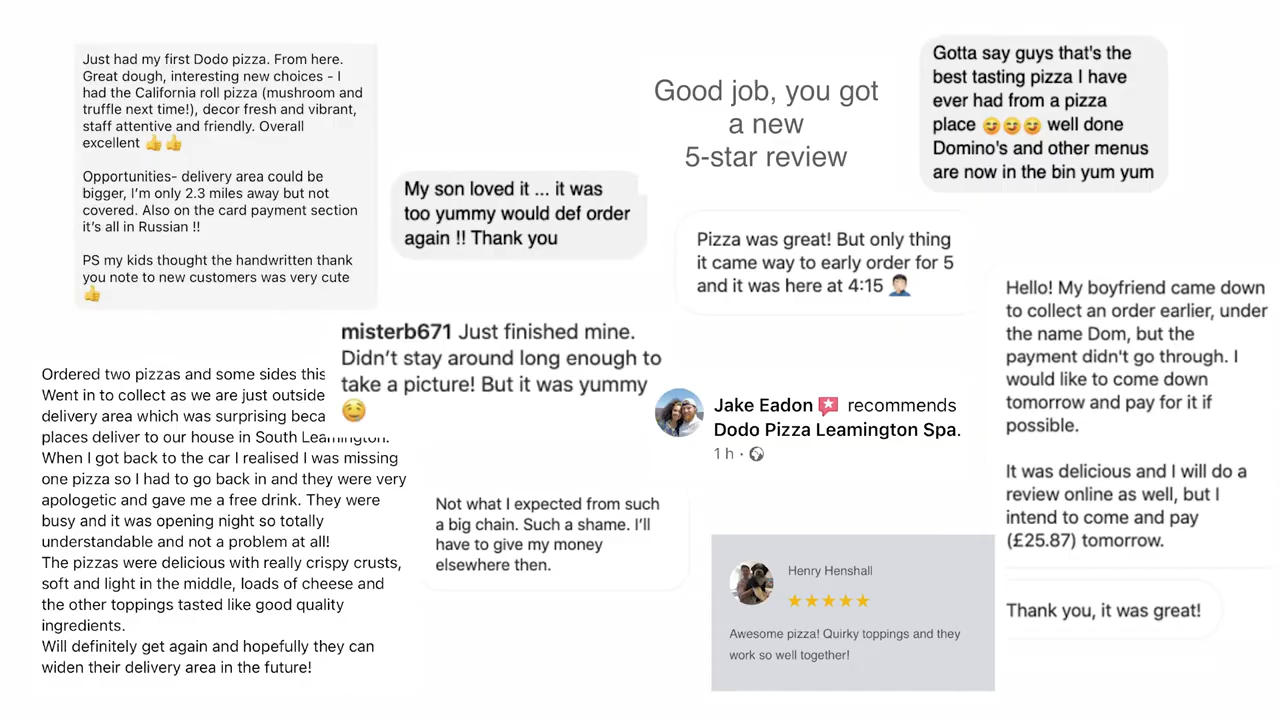 Just had my first Dodo pizza. From here.
Great dough, interesting new choices - I
had the California roll pizza (mushroom and
truffle next time!), decor fresh and vibrant,
staff attentive and friendly. Overall
excellent 👍👍
Opportunities- delivery area could be
bigger, I'm only 2.3 miles away but not
covered. Also on the card payment section
it's all in Russian !!
PS my kids thought the handwritten thank
you note to new customers was very cute
👍
My son loved it ... it was
too yummy would def order
again !! Thank you
Good job, you got
a new
5-star review
Gotta say guys that's the
best tasting pizza I have
ever had from a pizza
place 😋😋😋 well done
Domino's and other menus
are now in the bin yum yum
Pizza was great! But only thing
it came way to early order for 5
and it was here at 4:15 🤦🏻‍♂️
misterb671 Just finished mine.
Didn't stay around long enough to
take a picture! But it was yummy
😋
Hello! My boyfriend came down
to collect an order earlier, under
the name Dom, but the
payment didn't go through. I
would like to come down
tomorrow and pay for it if
possible.
It was delicious and I will do a
review online as well, but I
intend to come and pay
(£25.87) tomorrow.
Thank you, it was great!
Ordered two pizzas and some sides this
Went in to collect as we are just outside
delivery area which was surprising beca
places deliver to our house in South Leamington.
When I got back to the car I realised I was missing
one pizza so I had to go back in and they were very
apologetic and gave me a free drink. They were
busy and it was opening night so totally
understandable and not a problem at all!
The pizzas were delicious with really crispy crusts,
soft and light in the middle, loads of cheese and
the other toppings tasted like good quality
ingredients.
Will definitely get again and hopefully they can
widen their delivery area in the future!
Jake Eadon recommends
Dodo Pizza Leamington Spa.
1 h ·
Not what I expected from such
a big chain. Such a shame. I'll
have to give my money
elsewhere then.
Henry Henshall
★★★★★
Awesome pizza! Quirky toppings and they
work so well together!